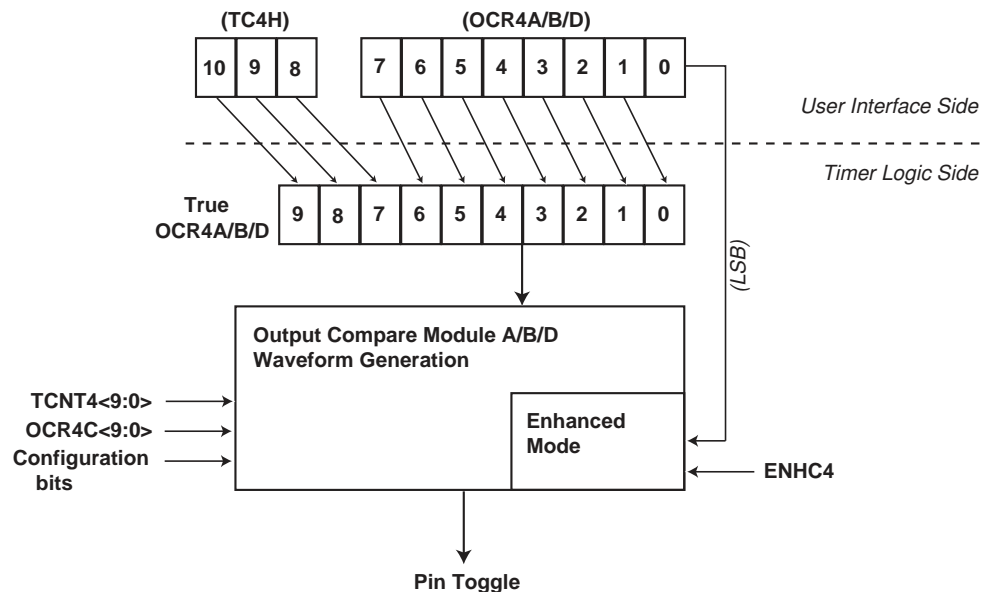 (TC4H) (OCR4A/B/D)
10 9 8 7 6 5 4 3 2 1 0
User Interface Side
Timer Logic Side
True
OCR4A/B/D
9 8 7 6 5 4 3 2 1 0
(LSB)
Output Compare Module A/B/D
Waveform Generation
TCNT4<9:0>
OCR4C<9:0>
Configuration
bits
Enhanced
Mode
ENHC4
Pin Toggle